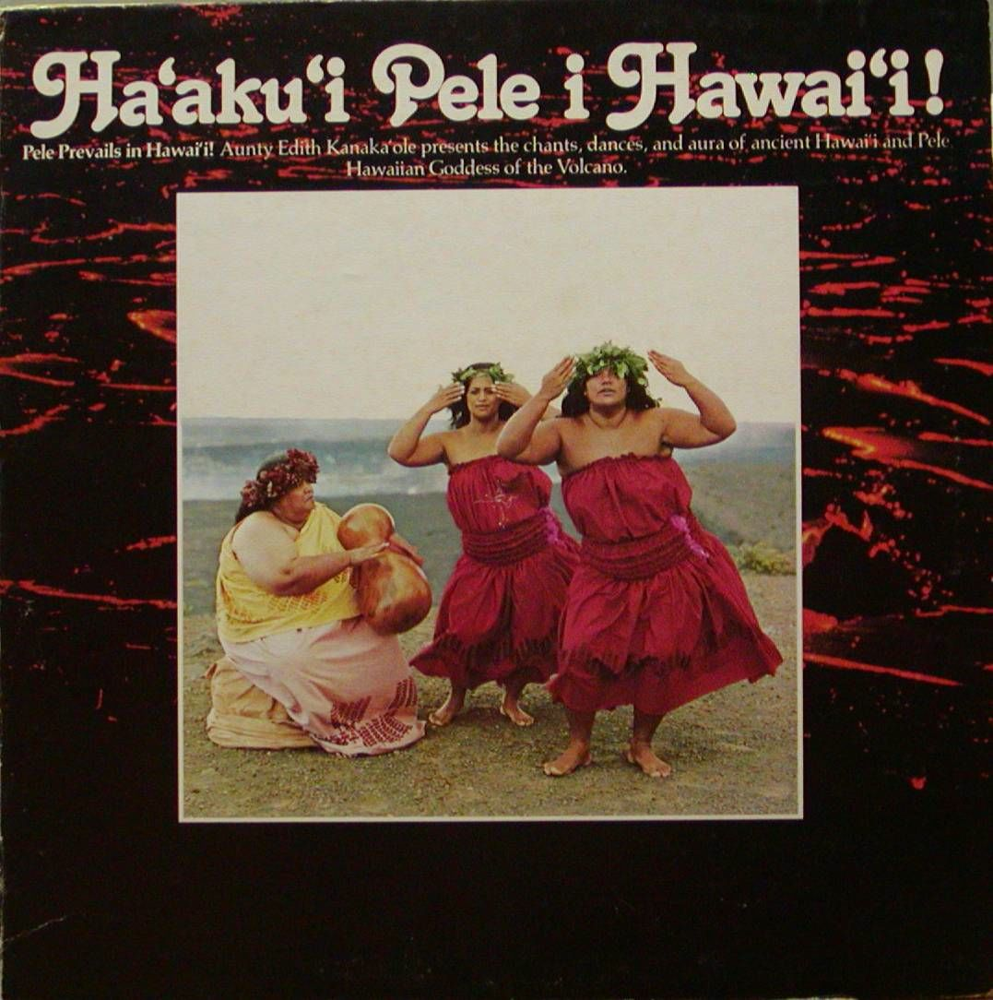 Ha‘aku‘i Pele i Hawai‘i!
Pele Prevails in Hawai‘i! Aunty Edith Kanaka‘ole presents the chants, dances, and aura of ancient Hawai‘i and Pele
Hawaiian Goddess of the Volcano.